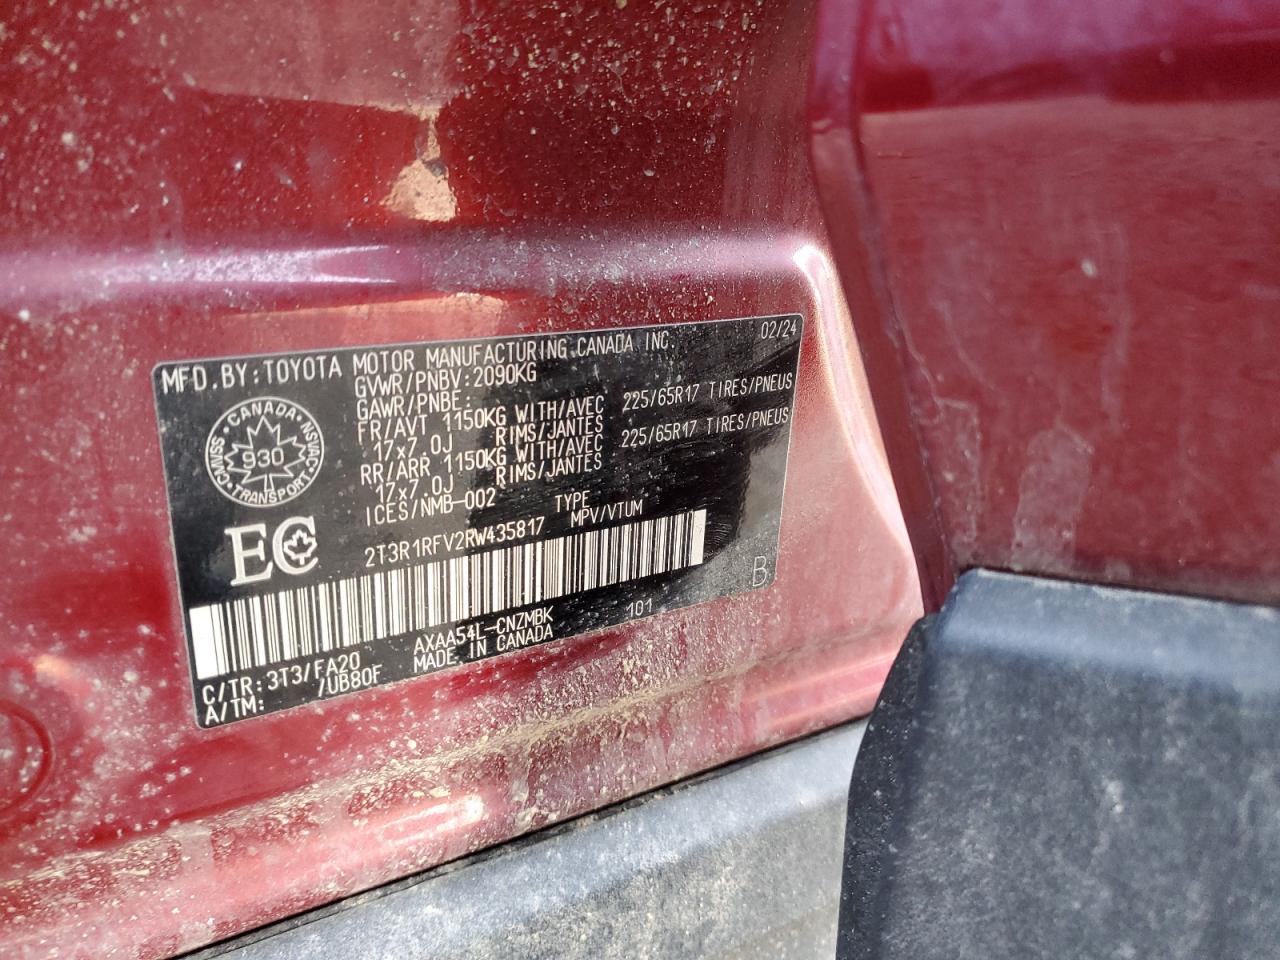 MFD.BY:TOYOTA MOTOR MANUFACTURING CANADA INC. 02/24
GVWR/PNBV:2090KG
GAWR/PNBE:
FR/AVT 1150KG WITH/AVEC 225/65R17 TIRES/PNEUS
17x7.0J RIMS/JANTES
RR/ARR 1150KG WITH/AVEC 225/65R17 TIRES/PNEUS
17x7.0J RIMS/JANTES
ICES/NMB-002 TYPE
MPV/VTUM
CANADA
CMVSS NSVAC
030
TRANSPORT
EC
2T3R1RFV2RW435817
B
AXAA54L-CNZMBK 101
MADE IN CANADA
C/TR:3T3/FA20
A/TM: /UB80F